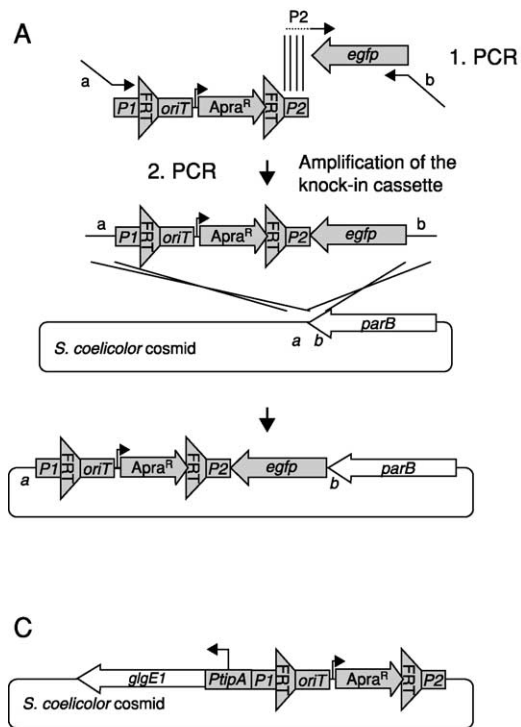 A
P2
egfp
1. PCR
a
b
P1 FRT oriT Apra^R FRT P2
2. PCR
Amplification of the
knock-in cassette
a
b
P1 FRT oriT Apra^R FRT P2 egfp
parB
a b
S. coelicolor cosmid
P1 FRT oriT Apra^R FRT P2 egfp parB
a
b
C
glgE1 PtipA P1 FRT oriT Apra^R FRT P2
S. coelicolor cosmid